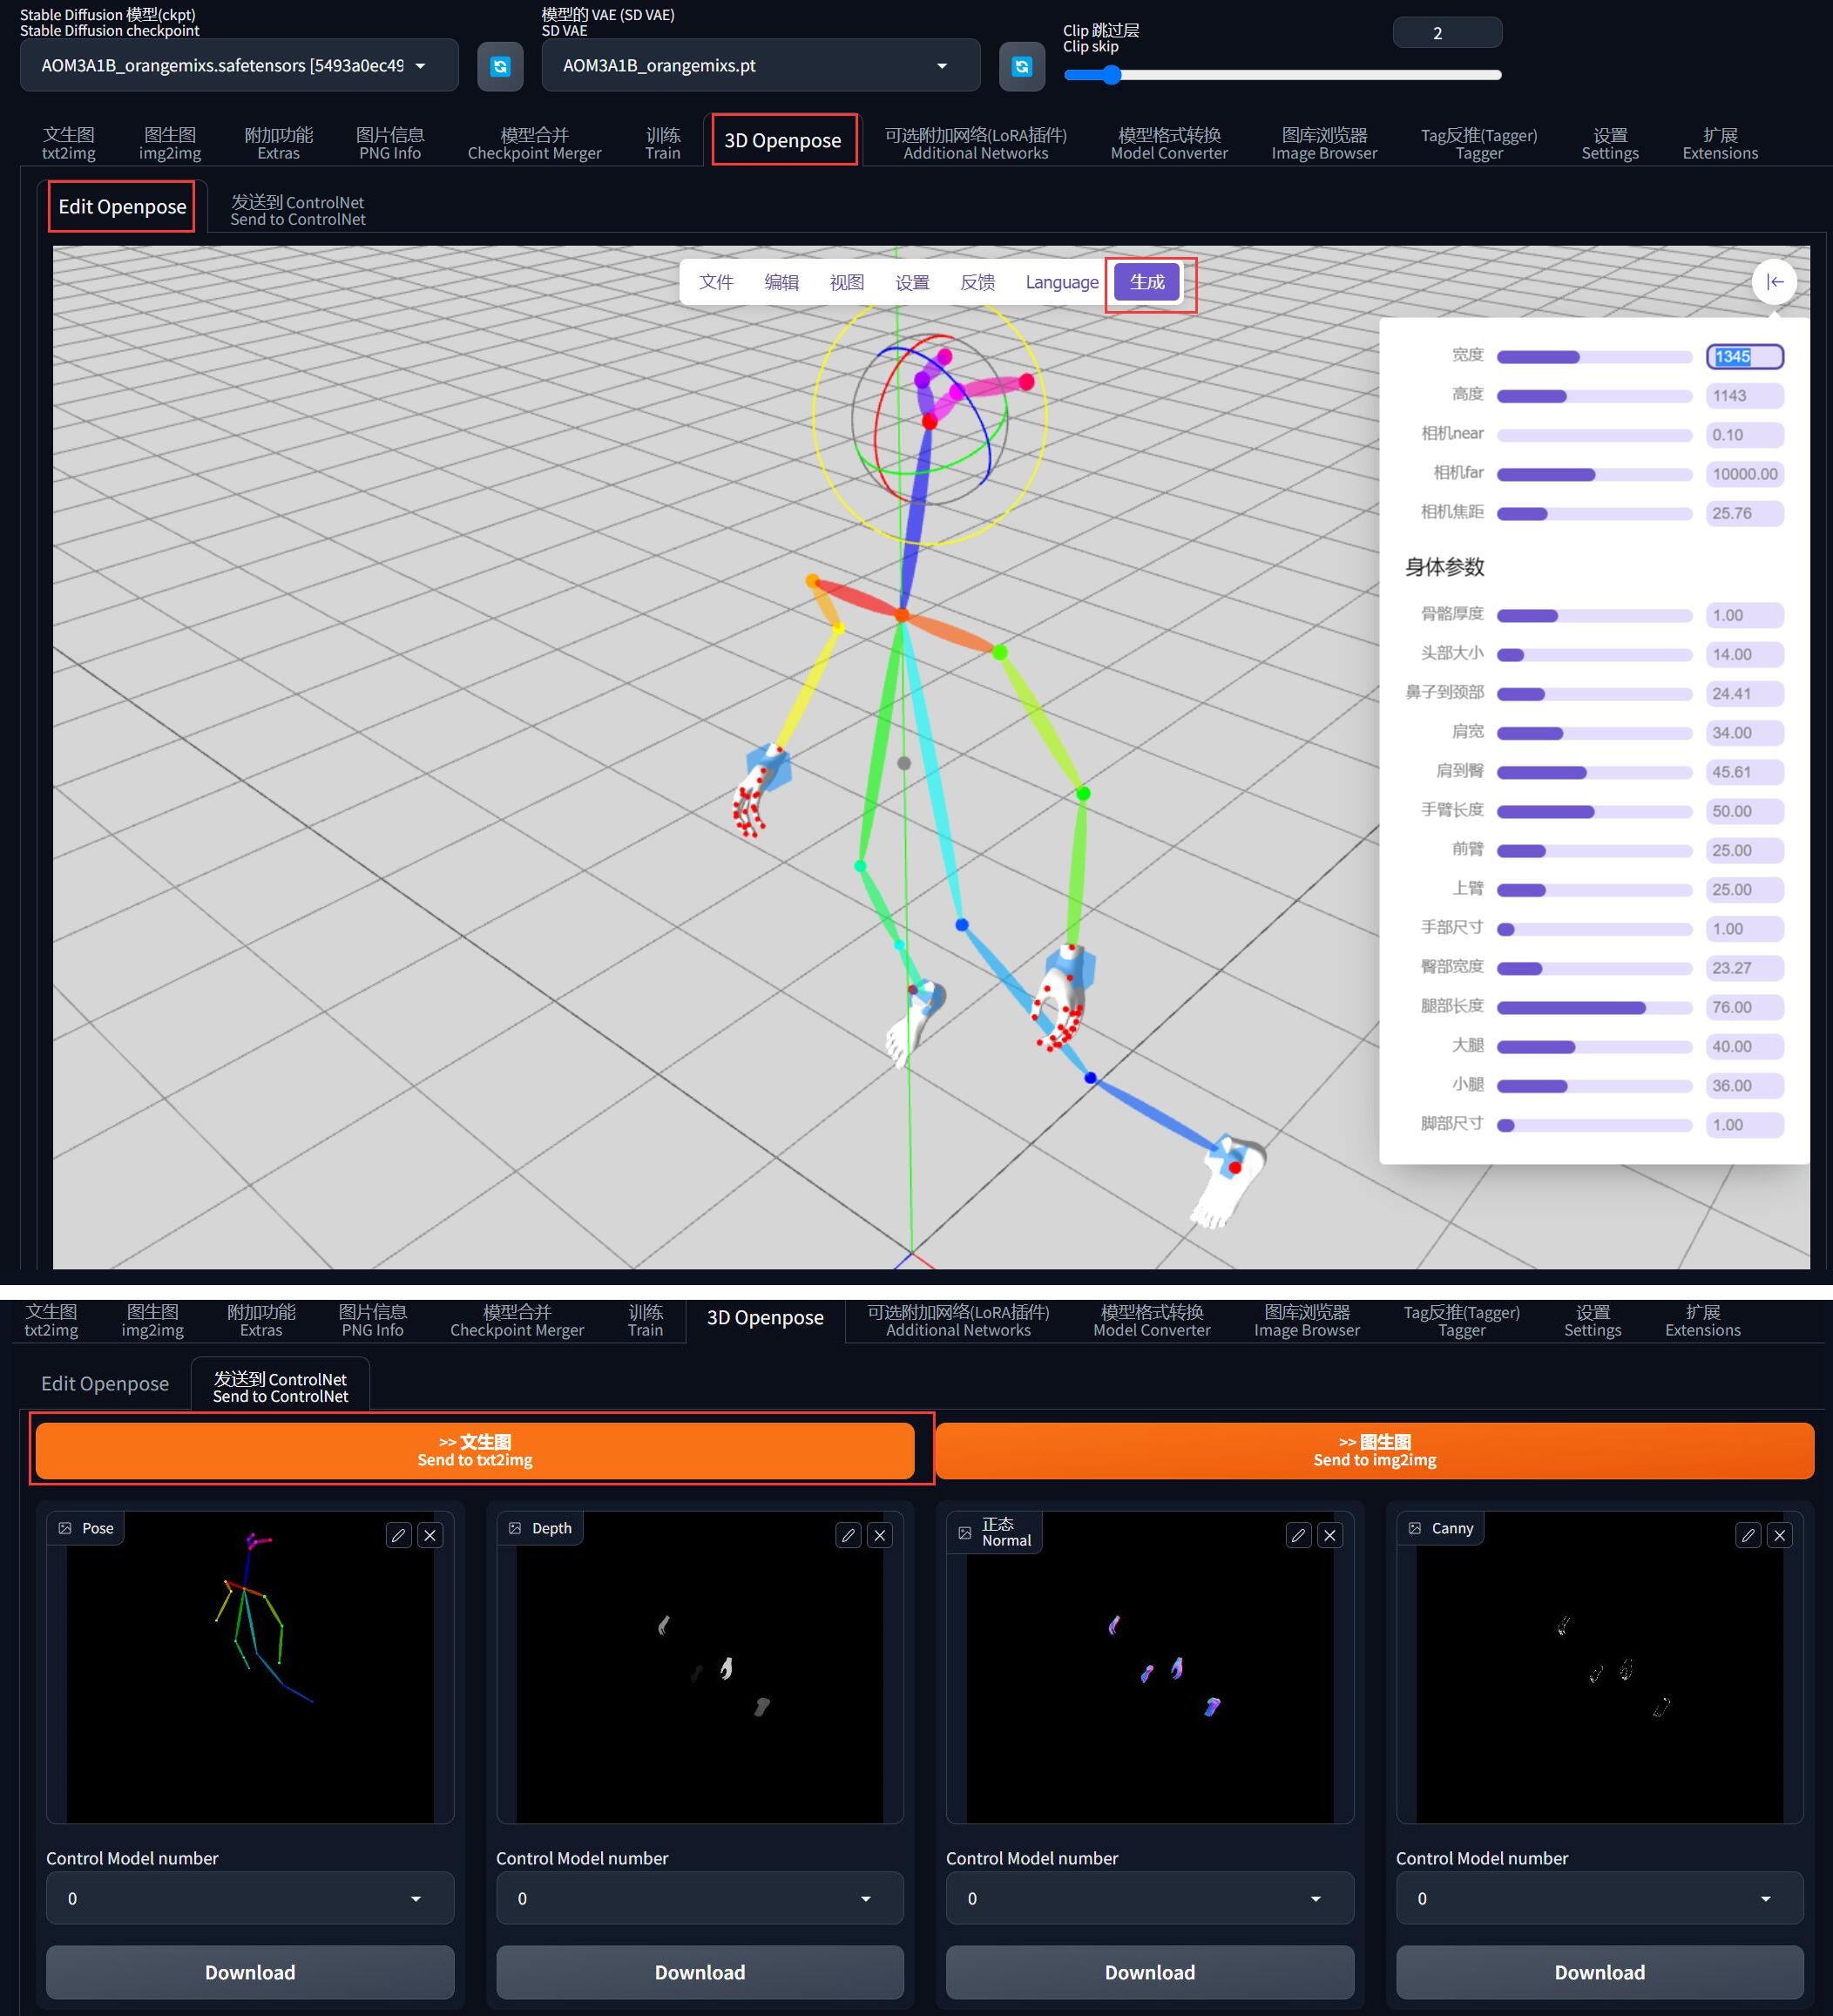 Stable Diffusion 模型(ckpt)
Stable Diffusion checkpoint
AOM3A1B_orangemixs.safetensors [5493a0ec49
模型的 VAE (SD VAE)
SD VAE
AOM3A1B_orangemixs.pt
Clip 跳过层
Clip skip
2
文生图
txt2img
图生图
img2img
附加功能
Extras
图片信息
PNG Info
模型合并
Checkpoint Merger
训练
Train
3D Openpose
可选附加网络(LoRA插件)
Additional Networks
模型格式转换
Model Converter
图库浏览器
Image Browser
Tag反推(Tagger)
Tagger
设置
Settings
扩展
Extensions
Edit Openpose
发送到 ControlNet
Send to ControlNet
文件 编辑 视图 设置 反馈 Language 生成
宽度 1345
高度 1143
相机near 0.10
相机far 10000.00
相机焦距 25.76
身体参数
骨骼厚度 1.00
头部大小 14.00
鼻子到颈部 24.41
肩宽 34.00
肩到臀 45.61
手臂长度 50.00
前臂 25.00
上臂 25.00
手部尺寸 1.00
臀部宽度 23.27
腿部长度 76.00
大腿 40.00
小腿 36.00
脚部尺寸 1.00
文生图
txt2img
图生图
img2img
附加功能
Extras
图片信息
PNG Info
模型合并
Checkpoint Merger
训练
Train
3D Openpose
可选附加网络(LoRA插件)
Additional Networks
模型格式转换
Model Converter
图库浏览器
Image Browser
Tag反推(Tagger)
Tagger
设置
Settings
扩展
Extensions
Edit Openpose
发送到 ControlNet
Send to ControlNet
>> 文生图
Send to txt2img
>> 图生图
Send to img2img
Pose
Depth
正态
Normal
Canny
Control Model number
Control Model number
Control Model number
Control Model number
0
0
0
0
Download
Download
Download
Download